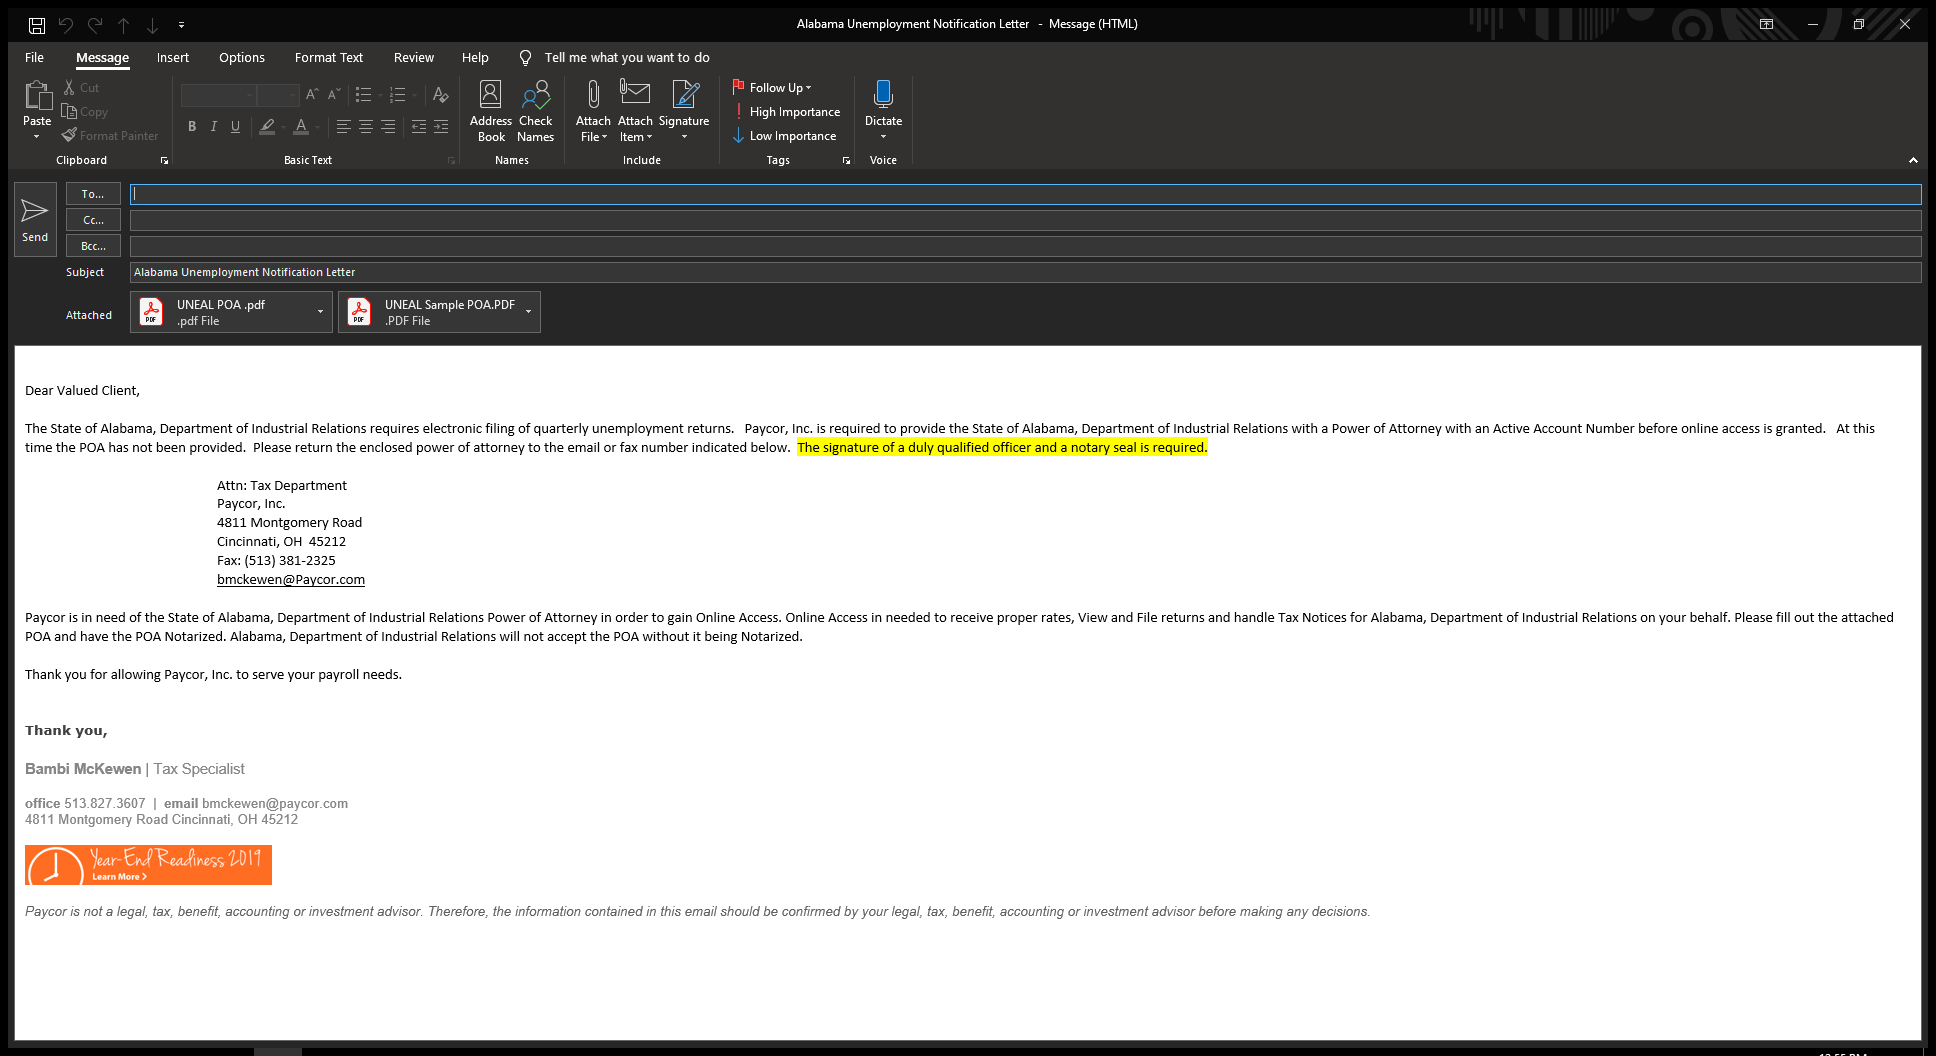 Alabama Unemployment Notification Letter - Message (HTML)
File Message Insert Options Format Text Review Help Tell me what you want to do
Paste
Cut
Copy
Format Painter
Clipboard
B I U A
Basic Text
Address Book
Check Names
Names
Attach File
Attach Item
Signature
Include
Follow Up
High Importance
Low Importance
Tags
Dictate
Voice
Send
To...
Cc...
Bcc...
Subject Alabama Unemployment Notification Letter
Attached
PDF
UNEAL POA .pdf
.pdf File
PDF
UNEAL Sample POA.PDF
.PDF File
Dear Valued Client,
The State of Alabama, Department of Industrial Relations requires electronic filing of quarterly unemployment returns.   Paycor, Inc. is required to provide the State of Alabama, Department of Industrial Relations with a Power of Attorney with an Active Account Number before online access is granted.   At this
time the POA has not been provided.  Please return the enclosed power of attorney to the email or fax number indicated below.  The signature of a duly qualified officer and a notary seal is required.
Attn: Tax Department
Paycor, Inc.
4811 Montgomery Road
Cincinnati, OH  45212
Fax: (513) 381-2325
bmckewen@Paycor.com
Paycor is in need of the State of Alabama, Department of Industrial Relations Power of Attorney in order to gain Online Access. Online Access in needed to receive proper rates, View and File returns and handle Tax Notices for Alabama, Department of Industrial Relations on your behalf. Please fill out the attached
POA and have the POA Notarized. Alabama, Department of Industrial Relations will not accept the POA without it being Notarized.
Thank you for allowing Paycor, Inc. to serve your payroll needs.
Thank you,
Bambi McKewen | Tax Specialist
office 513.827.3607 | email bmckewen@paycor.com
4811 Montgomery Road Cincinnati, OH 45212
Year-End Readiness 2019
Learn More >
Paycor is not a legal, tax, benefit, accounting or investment advisor. Therefore, the information contained in this email should be confirmed by your legal, tax, benefit, accounting or investment advisor before making any decisions.